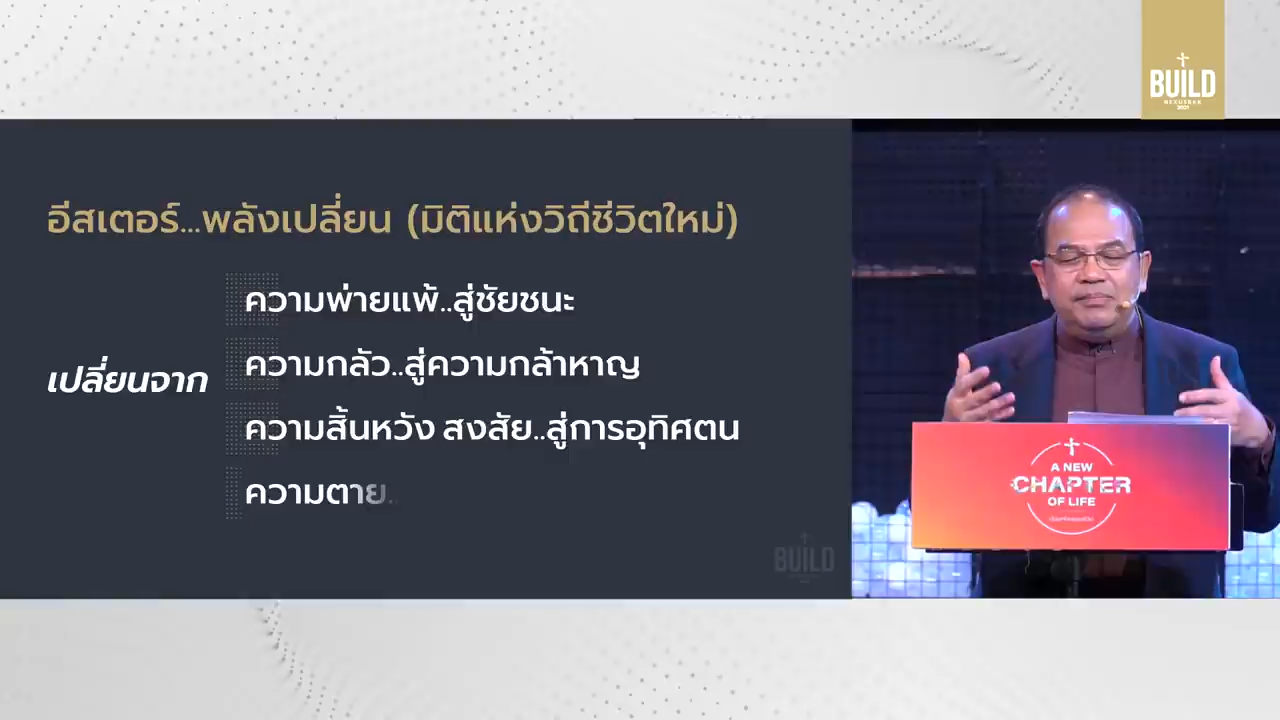 BUILD
NEXUSBKK
2021
อีสเตอร์...พลังเปลี่ยน (มิติแห่งวิถีชีวิตใหม่)
เปลี่ยนจาก
ความพ่ายแพ้..สู่ชัยชนะ
ความกลัว..สู่ความกล้าหาญ
ความสิ้นหวัง สงสัย..สู่การอุทิศตน
ความตาย.
BUILD
A NEW
CHAPTER
OF LIFE